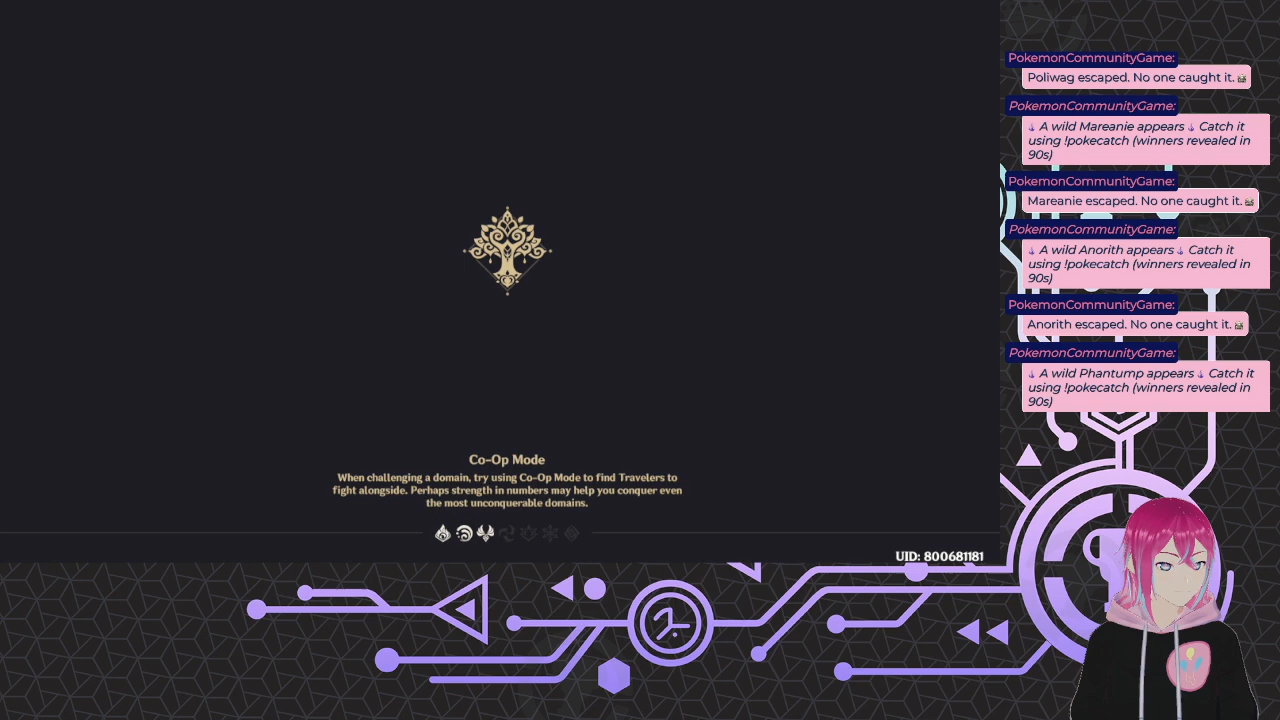 PokemonCommunityGame:
Poliwag escaped. No one caught it.
PokemonCommunityGame:
A wild Mareanie appears Catch it
using !pokecatch (winners revealed in
90s)
PokemonCommunityGame:
Mareanie escaped. No one caught it.
PokemonCommunityGame:
A wild Anorith appears Catch it
using !pokecatch (winners revealed in
90s)
PokemonCommunityGame:
Anorith escaped. No one caught it.
PokemonCommunityGame:
A wild Phantump appears Catch it
using !pokecatch (winners revealed in
90s)
Co-Op Mode
When challenging a domain, try using Co-Op Mode to find Travelers to
fight alongside. Perhaps strength in numbers may help you conquer even
the most unconquerable domains.
UID: 800681181